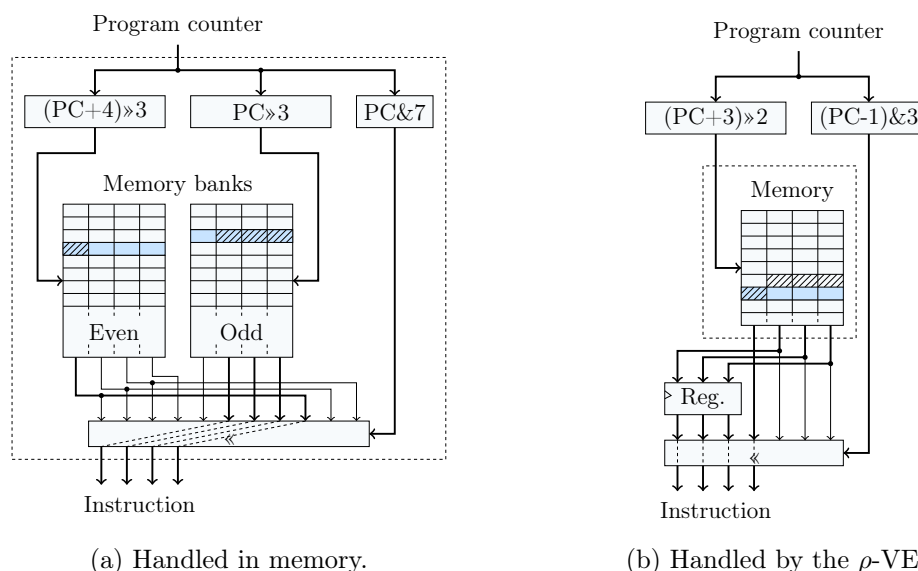 Program counter
(PC+4)»3
PC»3
PC&7
Memory banks
Even
Odd
«
Instruction
(a) Handled in memory.
Program counter
(PC+3)»2
(PC-1)&3
Memory
Reg.
«
Instruction
(b) Handled by the ρ-VE